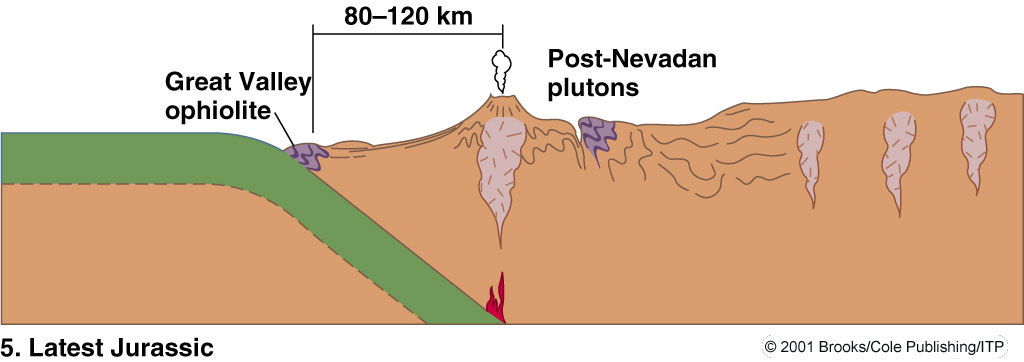 80–120 km
Great Valley
ophiolite
Post-Nevadan
plutons
5. Latest Jurassic
© 2001 Brooks/Cole Publishing/ITP